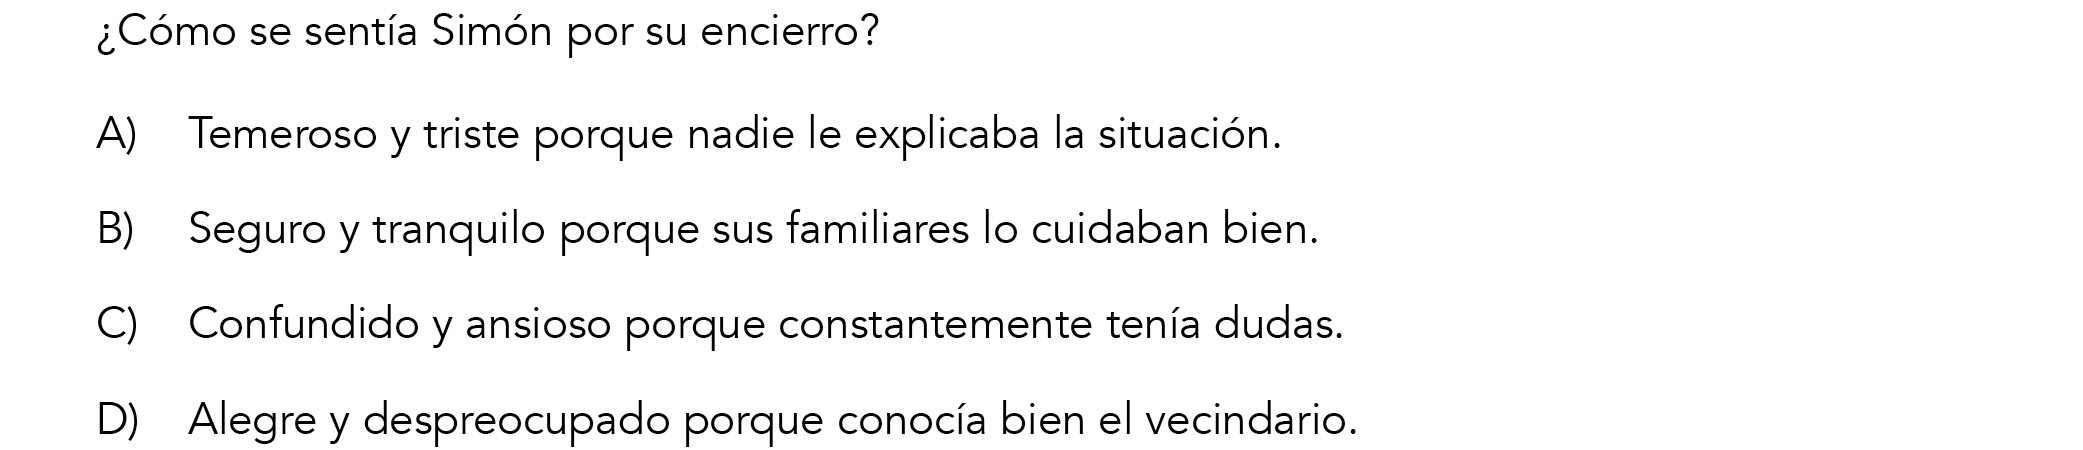 ¿Cómo se sentía Simón por su encierro?
A) Temeroso y triste porque nadie le explicaba la situación.
B) Seguro y tranquilo porque sus familiares lo cuidaban bien.
C) Confundido y ansioso porque constantemente tenía dudas.
D) Alegre y despreocupado porque conocía bien el vecindario.